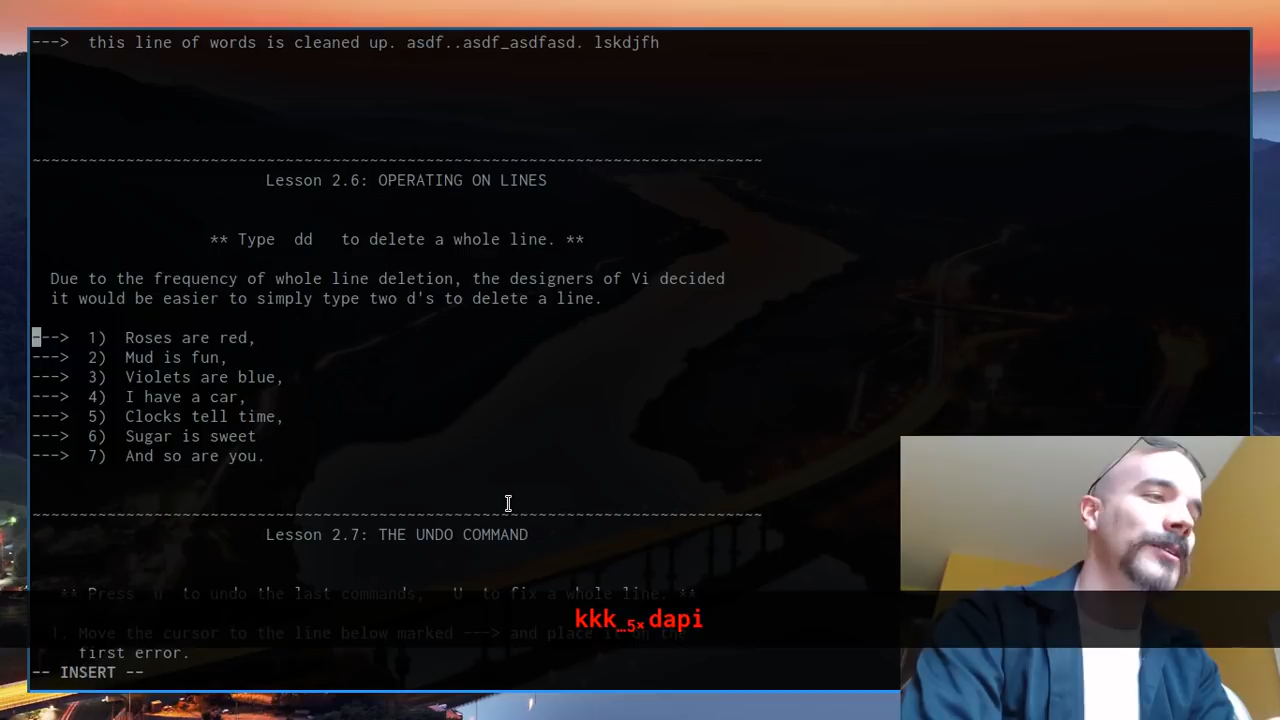 ---> this line of words is cleaned up. asdf..asdf_asdfasd. lskdjfh
~~~~~~~~~~~~~~~~~~~~~~~~~~~~~~~~~~~~~~~~~~~~~~~~~~~~~~~~~~~~~~~~~~~~~~~~~~~~~~
Lesson 2.6: OPERATING ON LINES
** Type dd to delete a whole line. **
Due to the frequency of whole line deletion, the designers of Vi decided
it would be easier to simply type two d's to delete a line.
---> 1) Roses are red,
---> 2) Mud is fun,
---> 3) Violets are blue,
---> 4) I have a car,
---> 5) Clocks tell time,
---> 6) Sugar is sweet
---> 7) And so are you.
~~~~~~~~~~~~~~~~~~~~~~~~~~~~~~~~~~~~~~~~~~~~~~~~~~~~~~~~~~~~~~~~~~~~~~~~~~~~~~
Lesson 2.7: THE UNDO COMMAND
** Press u to undo the last commands, U to fix a whole line. **
kkk…5×dapi
1. Move the cursor to the line below marked ---> and place it on the
first error.
-- INSERT --